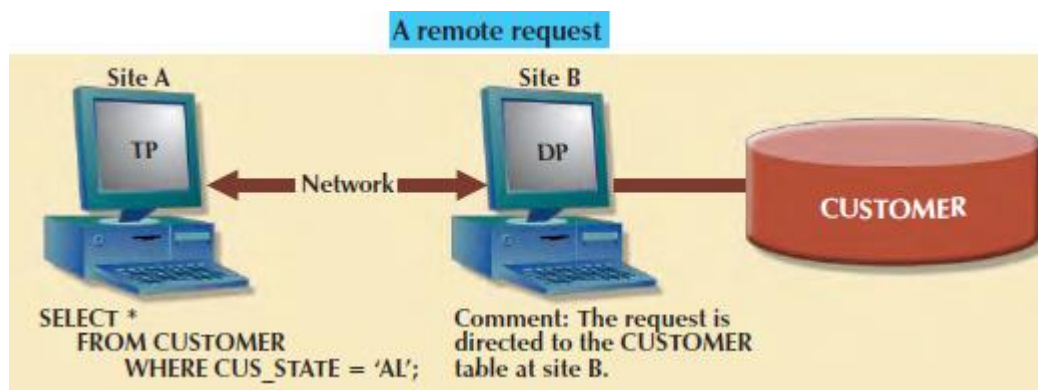 A remote request
Site A
Site B
TP
DP
Network
CUSTOMER
SELECT *
FROM CUSTOMER
WHERE CUS_STATE = ‘AL’;
Comment: The request is
directed to the CUSTOMER
table at site B.